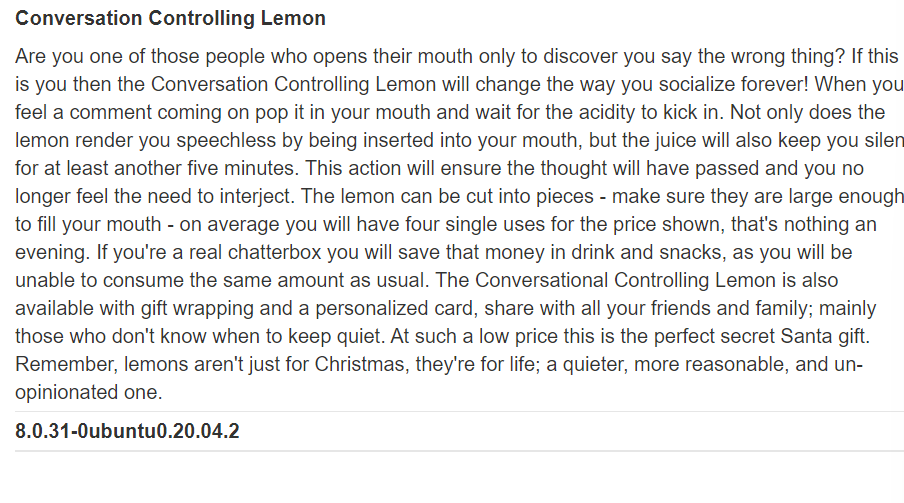 Conversation Controlling Lemon
Are you one of those people who opens their mouth only to discover you say the wrong thing? If this
is you then the Conversation Controlling Lemon will change the way you socialize forever! When you
feel a comment coming on pop it in your mouth and wait for the acidity to kick in. Not only does the
lemon render you speechless by being inserted into your mouth, but the juice will also keep you silen
for at least another five minutes. This action will ensure the thought will have passed and you no
longer feel the need to interject. The lemon can be cut into pieces - make sure they are large enough
to fill your mouth - on average you will have four single uses for the price shown, that's nothing an
evening. If you're a real chatterbox you will save that money in drink and snacks, as you will be
unable to consume the same amount as usual. The Conversational Controlling Lemon is also
available with gift wrapping and a personalized card, share with all your friends and family; mainly
those who don't know when to keep quiet. At such a low price this is the perfect secret Santa gift.
Remember, lemons aren't just for Christmas, they're for life; a quieter, more reasonable, and un-
opinionated one.
8.0.31-0ubuntu0.20.04.2